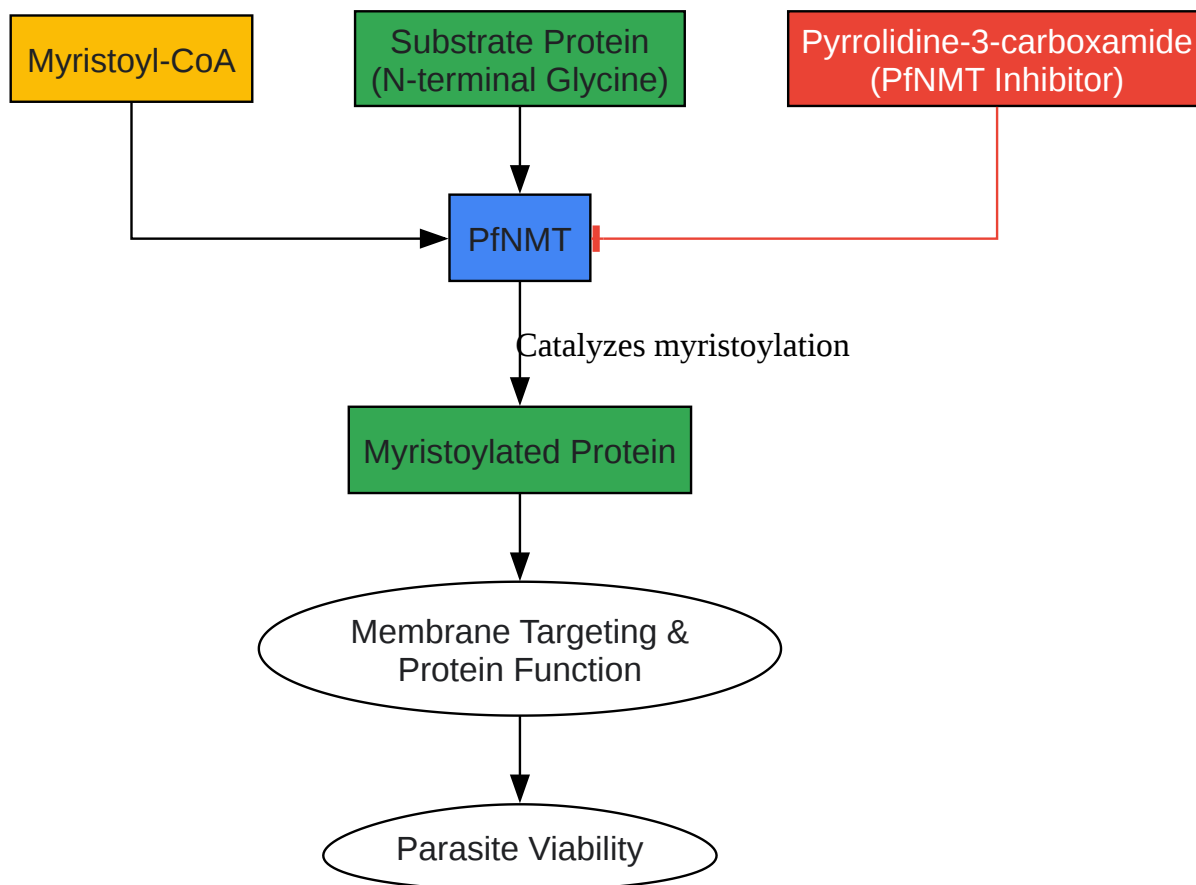 Myristoyl-CoA
Substrate Protein
(N-terminal Glycine)
Pyrrolidine-3-carboxamide
(PfNMT Inhibitor)
PfNMT
Catalyzes myristoylation
Myristoylated Protein
Membrane Targeting &
Protein Function
Parasite Viability